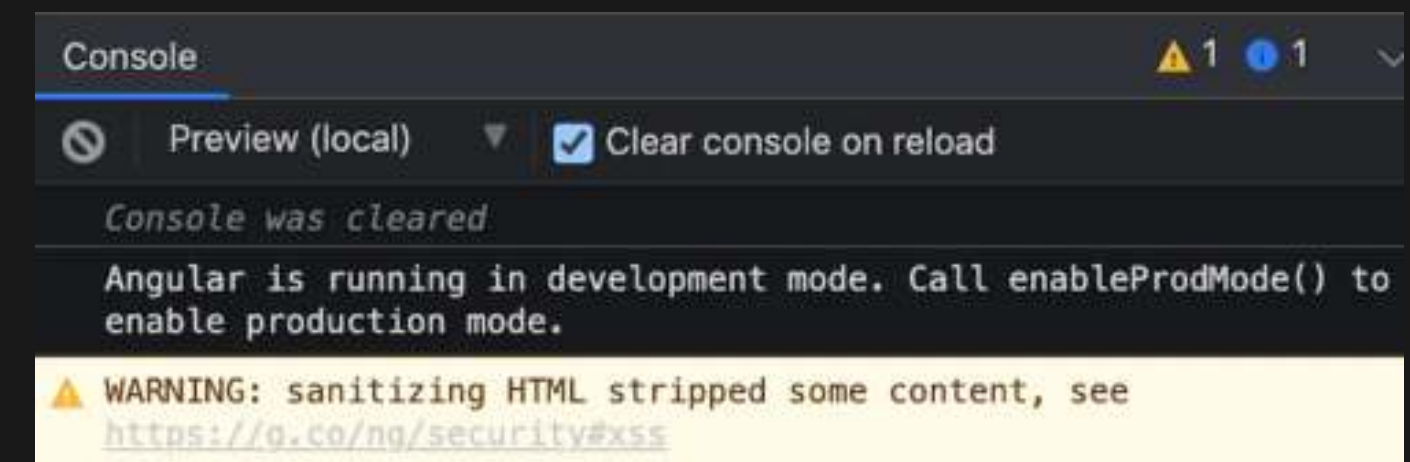 Console 1 1
Preview (local) Clear console on reload
Console was cleared
Angular is running in development mode. Call enableProdMode() to
enable production mode.
WARNING: sanitizing HTML stripped some content, see
https://g.co/ng/security#xss